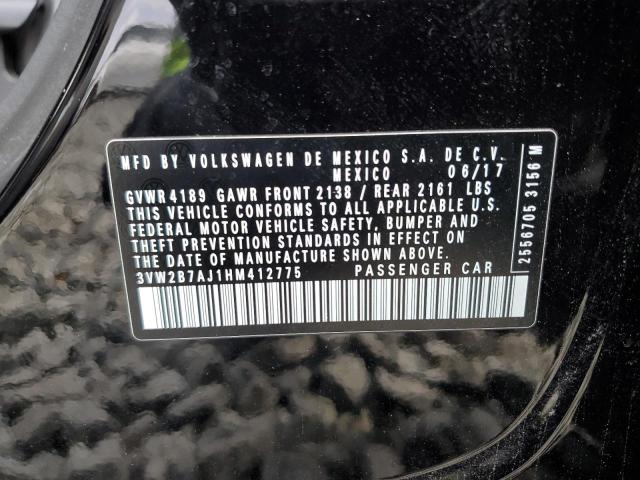 MFD BY VOLKSWAGEN DE MEXICO S.A. DE C.V.
MEXICO 06/17
GVWR 4189 GAWR FRONT 2138 / REAR 2161 LBS
THIS VEHICLE CONFORMS TO ALL APPLICABLE U.S.
FEDERAL MOTOR VEHICLE SAFETY, BUMPER AND
THEFT PREVENTION STANDARDS IN EFFECT ON
THE DATE OF MANUFACTURE SHOWN ABOVE.
3VW2B7AJ1HM412775 PASSENGER CAR
2556705 3156 M